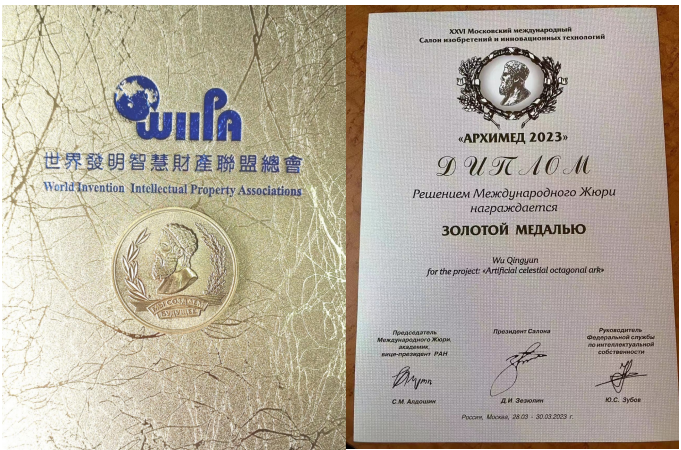 WIIPA
世界發明智慧財產聯盟總會
World Invention Intellectual Property Associations
XXVI Московский международный
Салон изобретений и инновационных технологий
«АРХИМЕД 2023»
ДИПЛОМ
Решением Международного Жюри
награждается
ЗОЛОТОЙ МЕДАЛЬЮ
Wu Qingyun
for the project: «Artificial celestial octagonal ark»
Председатель
Международного Жюри,
академик,
вице-президент РАН
С.М. Алдошин
Президент Салона
Д.И. Зезюлин
Руководитель
Федеральной службы
по интеллектуальной
собственности
Ю.С. Зубов
Россия, Москва, 28.03 - 30.03.2023 г.